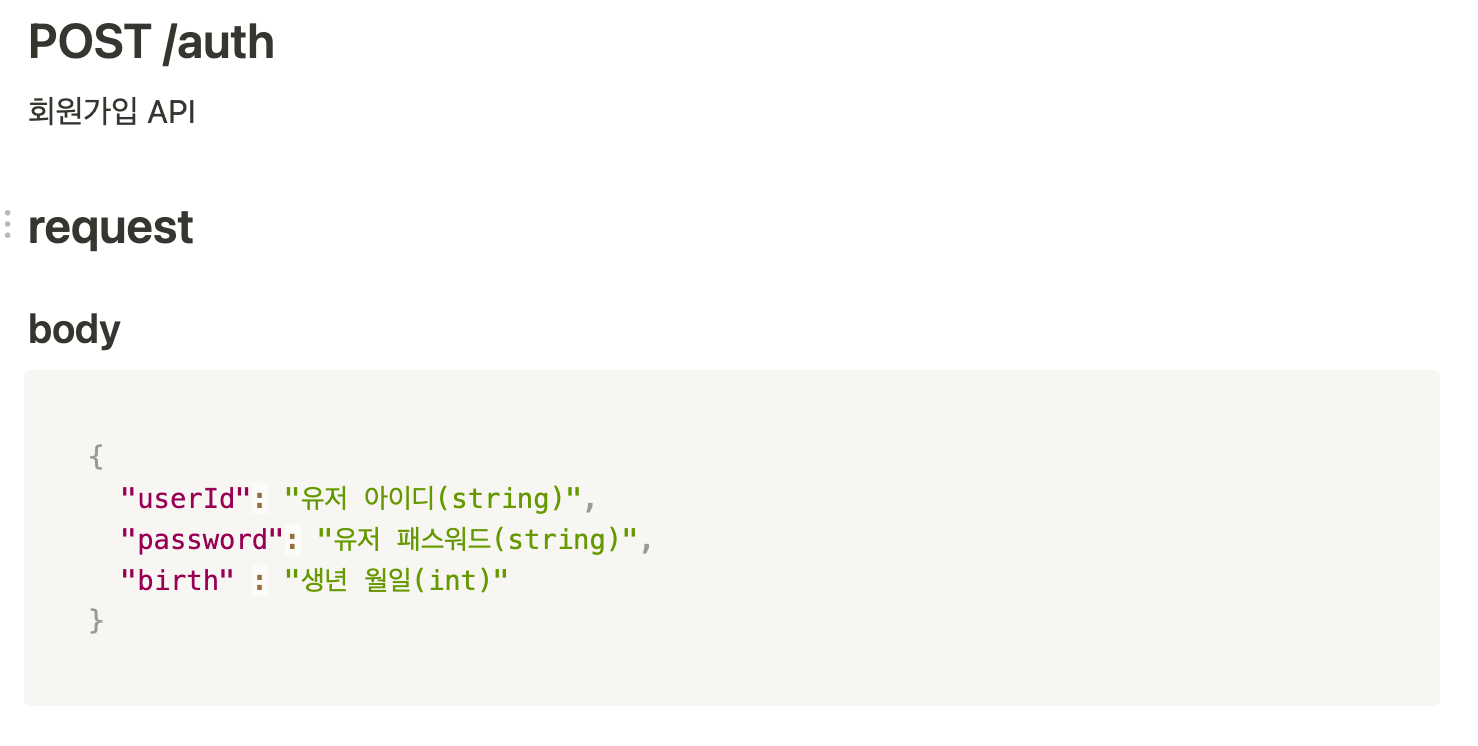 POST /auth
회원가입 API
request
body
{
"userId": "유저 아이디(string)",
"password": "유저 패스워드(string)",
"birth" : "생년 월일(int)"
}